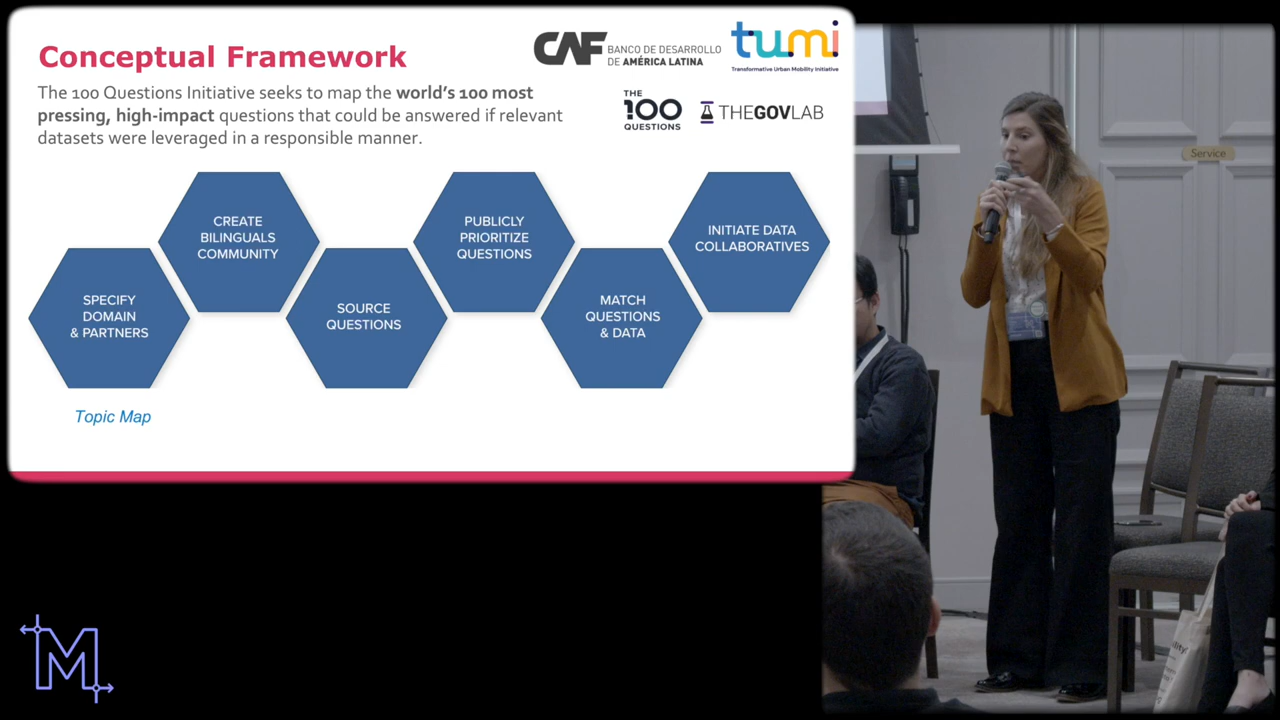 Conceptual Framework
The 100 Questions Initiative seeks to map the world's 100 most
pressing, high-impact questions that could be answered if relevant
datasets were leveraged in a responsible manner.
CAF BANCO DE DESARROLLO
DE AMÉRICA LATINA
tumi
Transformative Urban Mobility Initiative
THE
100
QUESTIONS
THEGOVLAB
SPECIFY
DOMAIN
& PARTNERS
CREATE
BILINGUALS
COMMUNITY
SOURCE
QUESTIONS
PUBLICLY
PRIORITIZE
QUESTIONS
MATCH
QUESTIONS
& DATA
INITIATE DATA
COLLABORATIVES
Topic Map
M
Service